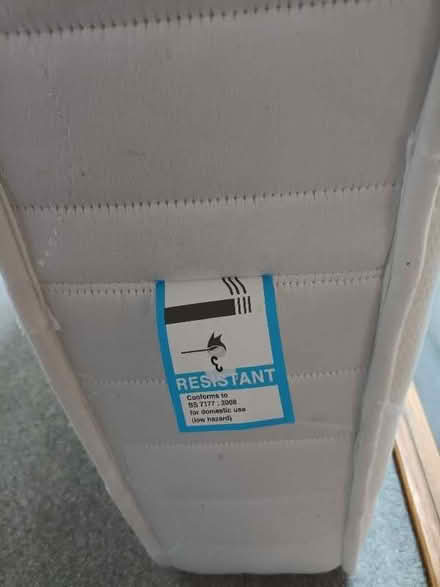 RESISTANT
Conforms to
BS 7177 : 2008
for domestic use
(low hazard)